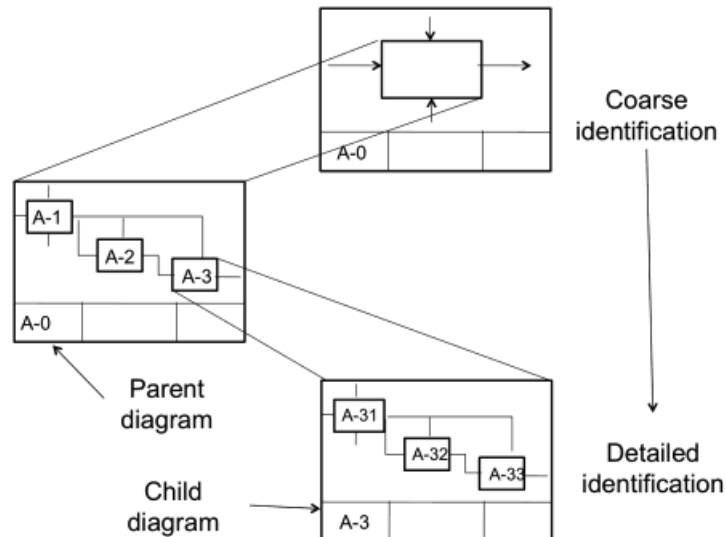 A-0
Coarse
identification
A-1
A-2
A-3
A-0
Parent
diagram
A-31
A-32
A-33
A-3
Child
diagram
Detailed
identification